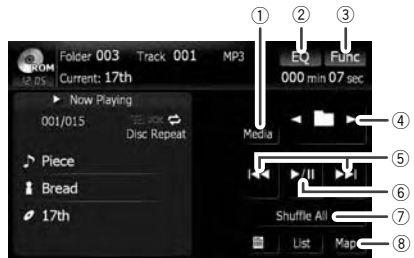 ① ② ③
ROM Folder 003 Track 001 MP3 EQ Func
12:05 Current: 17th 000 min 07 sec
Now Playing
001/015
Disc Repeat
Media
④
⑤
Piece
Bread
⑥
17th
Shuffle All ⑦
List Map ⑧